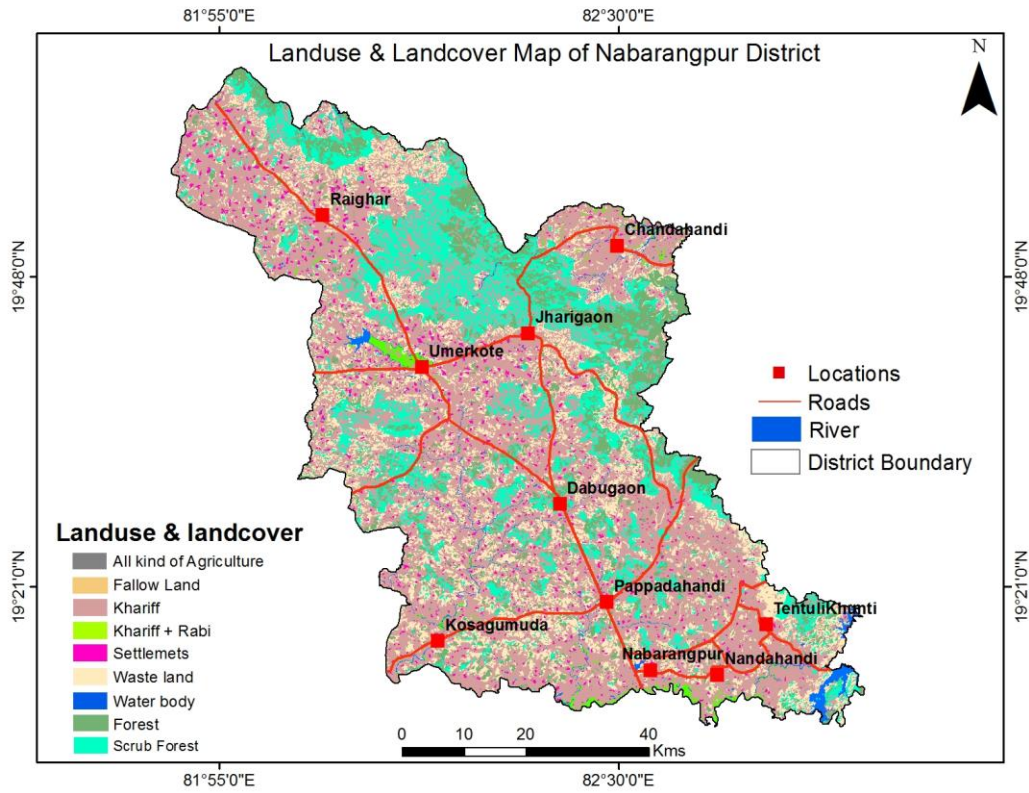 81°55'0"E
82°30'0"E
Landuse & Landcover Map of Nabarangpur District
N
Raighar
Chandahandi
19°48'0"N
19°48'0"N
Jharigaon
Umerkote
Locations
Roads
River
District Boundary
Dabugaon
Landuse & landcover
All kind of Agriculture
Fallow Land
Khariff
Khariff + Rabi
Settlemets
Waste land
Water body
Forest
Scrub Forest
19°21'0"N
19°21'0"N
Pappadahandi
TentuliKhunti
Kosagumuda
Nabarangpur
Nandahandi
0 10 20 40
Kms
81°55'0"E
82°30'0"E